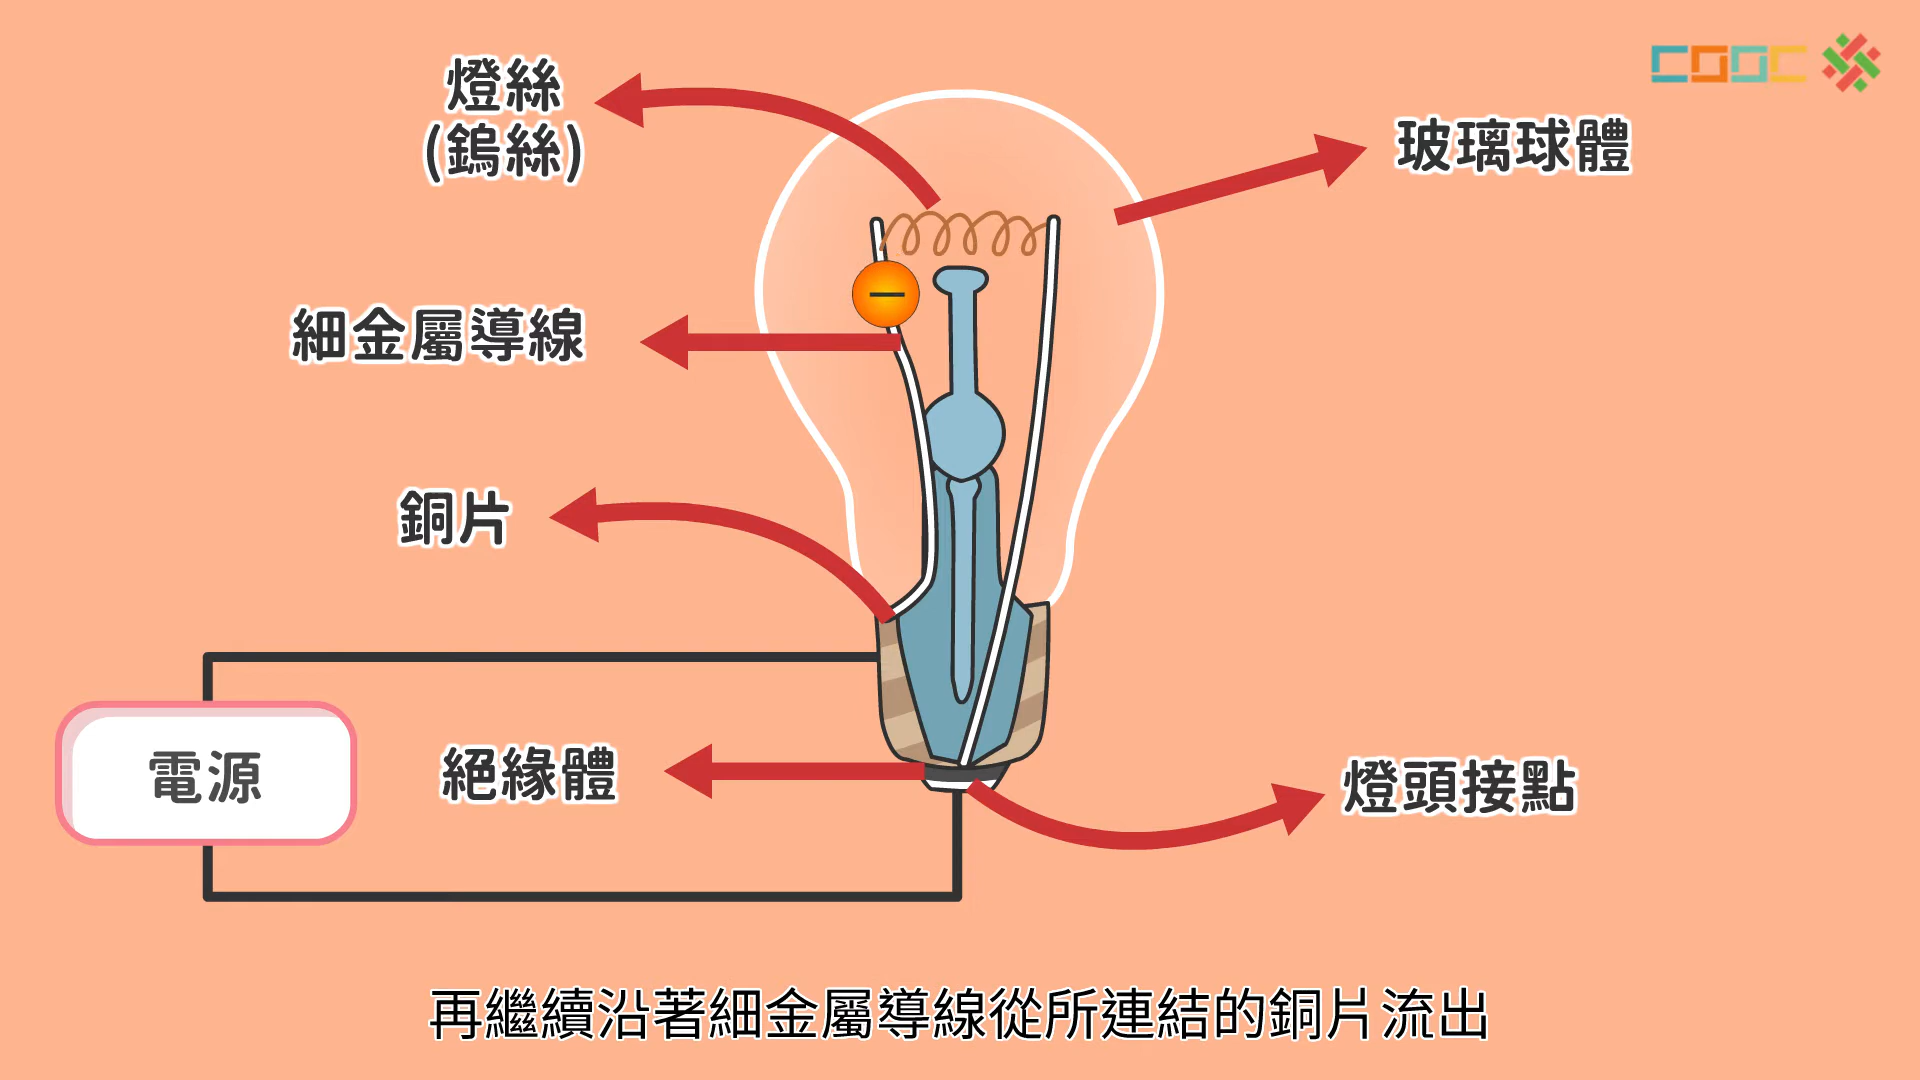 COOC
燈絲
(鎢絲)
玻璃球體
細金屬導線
銅片
電源
絕緣體
燈頭接點
再繼續沿著細金屬導線從所連結的銅片流出